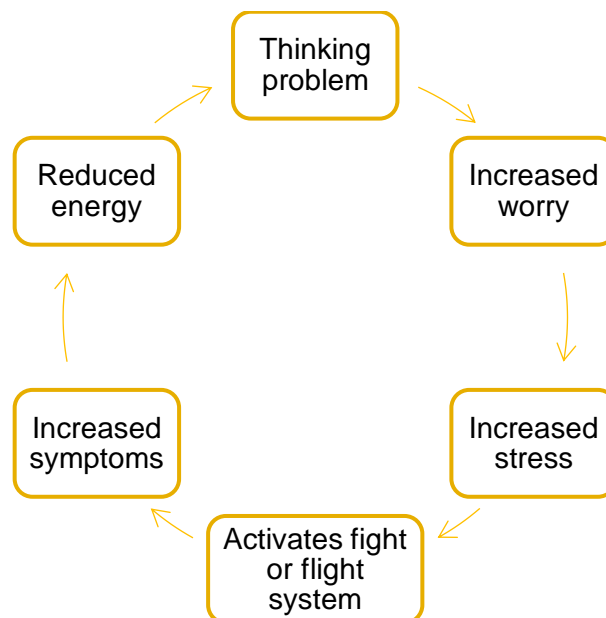 Thinking
problem
Increased
worry
Increased
stress
Activates fight
or flight
system
Increased
symptoms
Reduced
energy